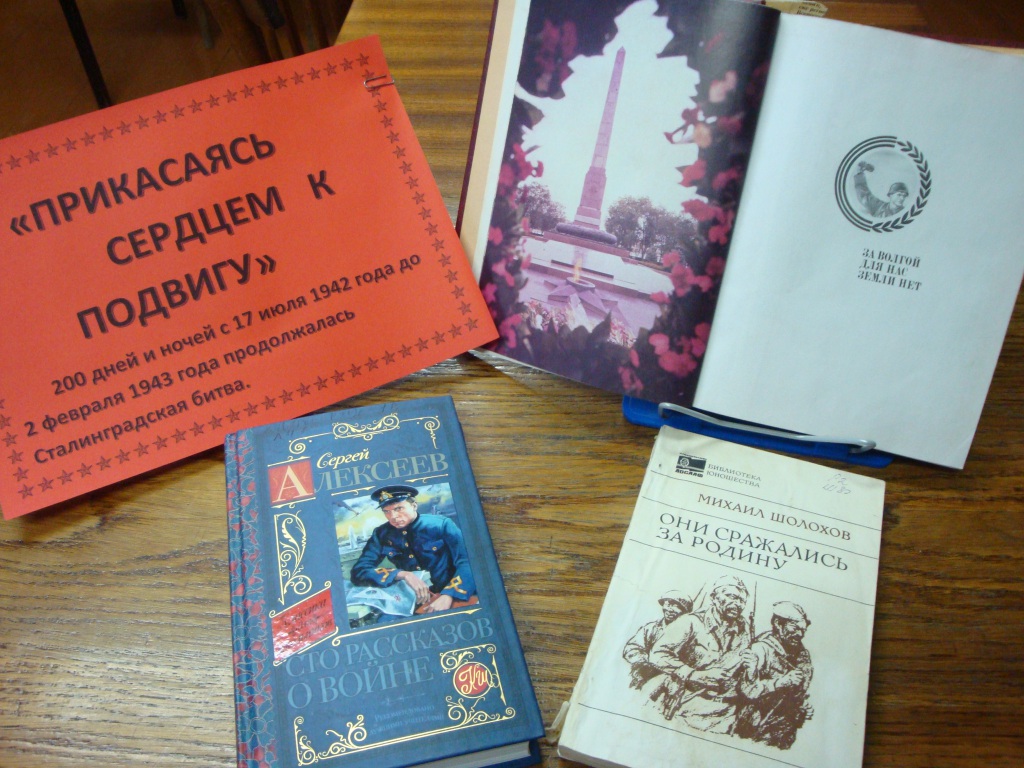 «ПРИКАСАЯСЬ
СЕРДЦЕМ К
ПОДВИГУ»
200 дней и ночей с 17 июля 1942 года до
2 февраля 1943 года продолжалась
Сталинградская битва.
ЗА ВОЛГОЙ
ДЛЯ НАС
ЗЕМЛИ НЕТ
Сергей
АЛЕКСЕЕВ
СТО РАССКАЗОВ
О ВОЙНЕ
КШ
БИБЛИОТЕКА
ЮНОШЕСТВА
МИХАИЛ ШОЛОХОВ
ОНИ СРАЖАЛИСЬ
ЗА РОДИНУ